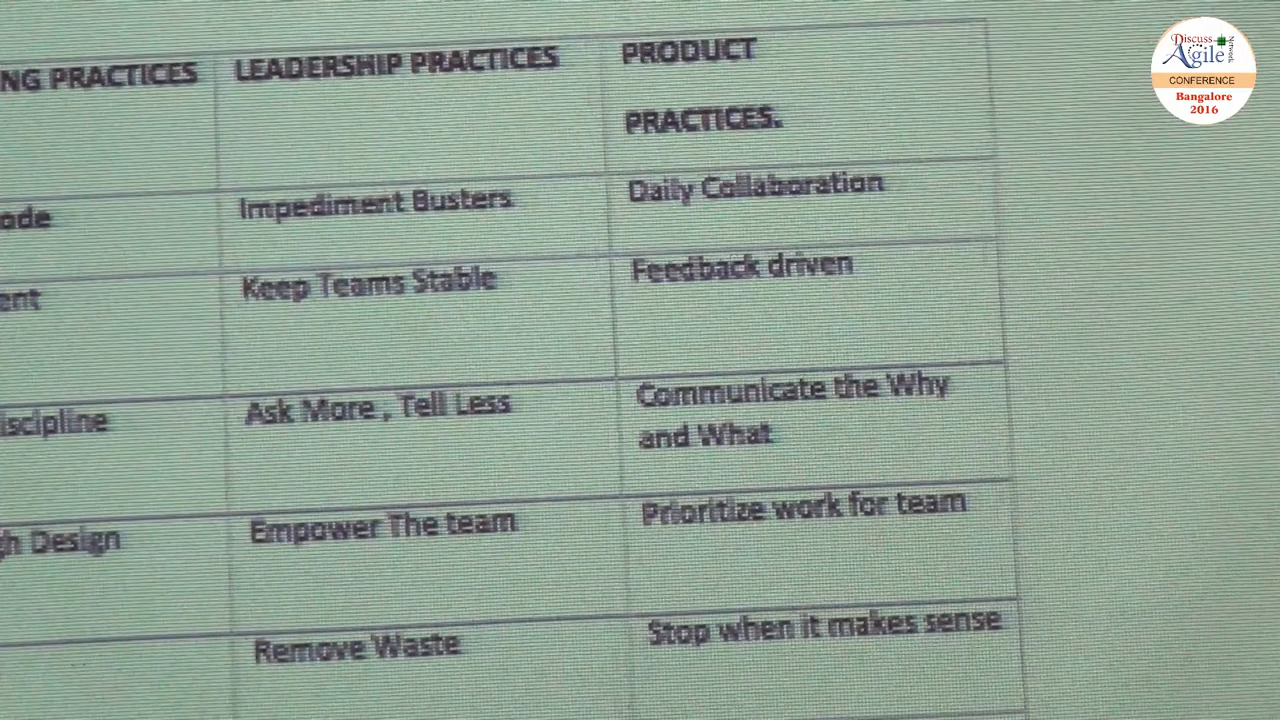 NG PRACTICES LEADERSHIP PRACTICES PRODUCT
PRACTICES.
ode Impediment Busters Daily Collaboration
ent Keep Teams Stable Feedback driven
iscipline Ask More , Tell Less Communicate the Why
and What
gh Design Empower The team Prioritize work for team
Remove Waste Stop when it makes sense
Discuss
Agile
Network
CONFERENCE
Bangalore
2016